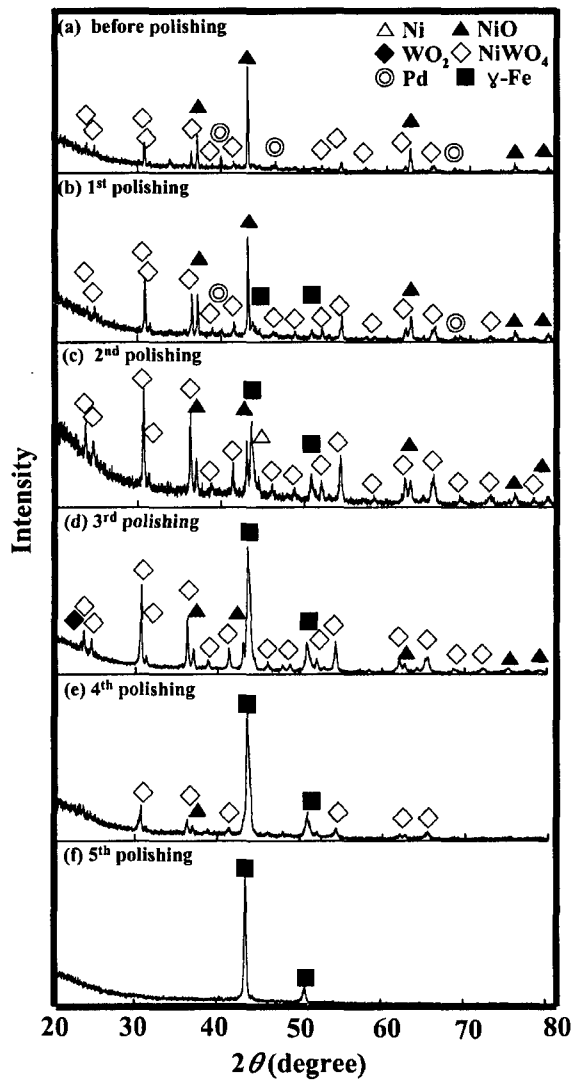 (a) before polishing
Ni NiO
WO₂ NiWO₄
Pd ɣ-Fe
(b) 1ˢᵗ polishing
(c) 2ⁿᵈ polishing
(d) 3ʳᵈ polishing
(e) 4ᵗʰ polishing
(f) 5ᵗʰ polishing
Intensity
20 30 40 50 60 70 80
2θ (degree)